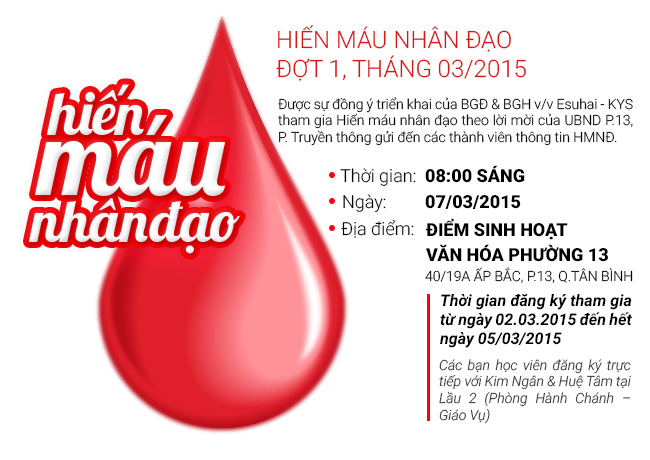 hiến
máu
nhân đạo
HIẾN MÁU NHÂN ĐẠO
ĐỢT 1, THÁNG 03/2015
Được sự đồng ý triển khai của BGĐ & BGH v/v Esuhai - KYS
tham gia Hiến máu nhân đạo theo lời mời của UBND P.13,
P. Truyền thông gửi đến các thành viên thông tin HMNĐ.
• Thời gian: 08:00 SÁNG
• Ngày: 07/03/2015
• Địa điểm: ĐIỂM SINH HOẠT
VĂN HÓA PHƯỜNG 13
40/19A ẤP BẮC, P.13, Q.TÂN BÌNH
Thời gian đăng ký tham gia
từ ngày 02.03.2015 đến hết
ngày 05/03/2015
Các bạn học viên đăng ký trực
tiếp với Kim Ngân & Huệ Tâm tại
Lầu 2 (Phòng Hành Chánh –
Giáo Vụ)